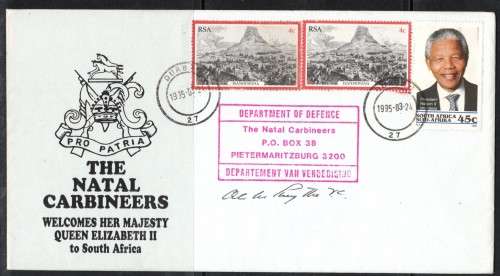 PRO PATRIA
THE
NATAL
CARBINEERS
WELCOMES HER MAJESTY
QUEEN ELIZABETH II
to South Africa
RSA 4c
RSA 4c
SOUTH AFRICA
SUID-AFRIKA 45c
1995-03-24
27
1995-03-24
27
DEPARTMENT OF DEFENCE
The Natal Carbineers
P.O. BOX 38
PIETERMARITZBURG 3200
DEPARTEMENT VAN VERDEDIGING